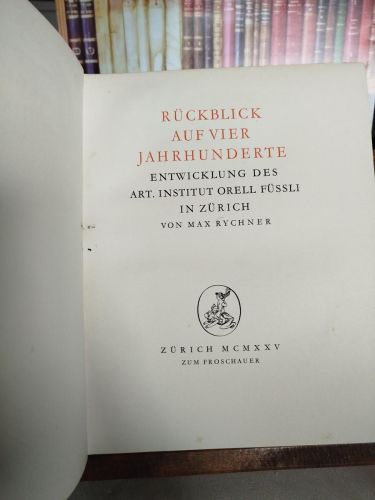 RÜCKBLICK
AUF VIER
JAHRHUNDERTE
ENTWICKLUNG DES
ART. INSTITUT ORELL FÜSSLI
IN ZÜRICH
VON MAX RYCHNER
ZÜRICH MCMXXV
ZUM FROSCHAUER